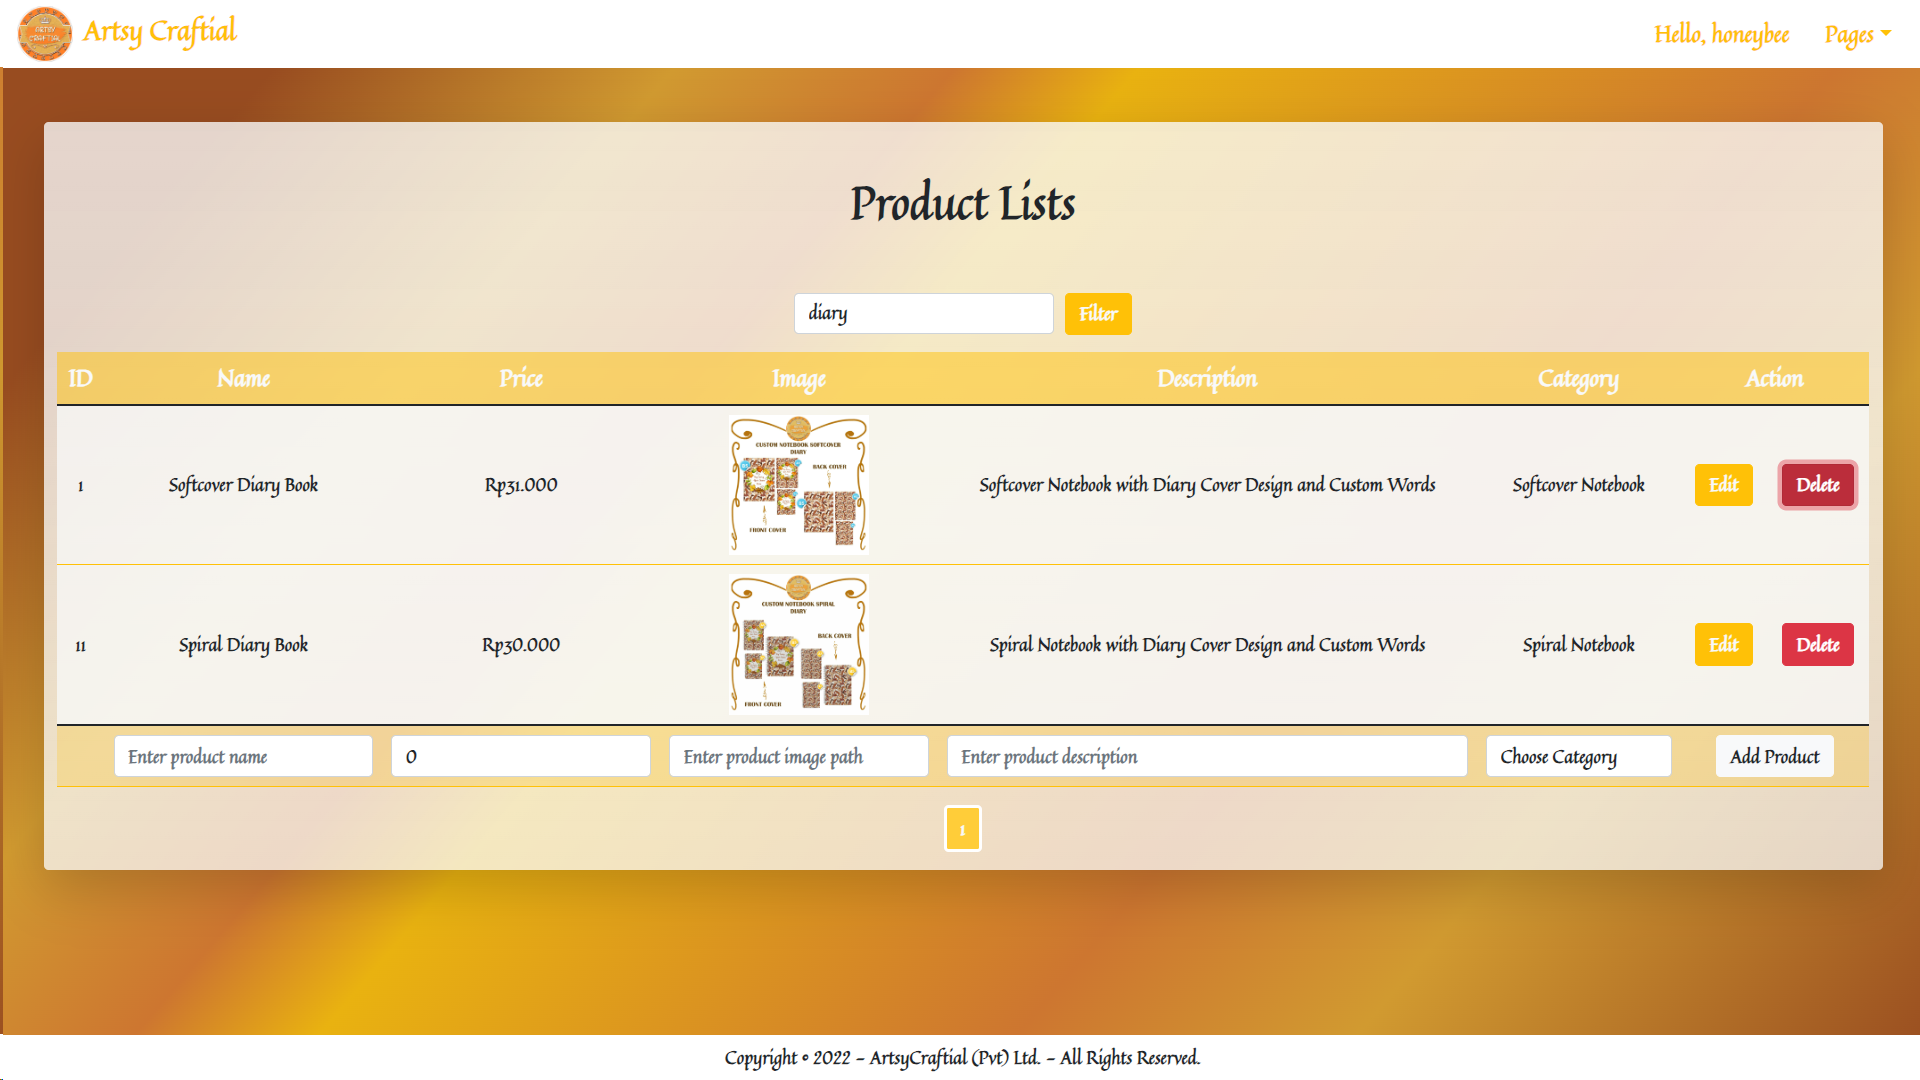 ARTSY CRAFTIAL
Artsy Craftial
Hello, honeybee
Pages
Product Lists
diary
Filter
ID Name Price Image Description Category Action
CUSTOM NOTEBOOK SOFTCOVER
DIARY
BACK COVER
FRONT COVER
1 Softcover Diary Book Rp31.000 Softcover Notebook with Diary Cover Design and Custom Words Softcover Notebook Edit Delete
CUSTOM NOTEBOOK SPIRAL
DIARY
BACK COVER
FRONT COVER
11 Spiral Diary Book Rp30.000 Spiral Notebook with Diary Cover Design and Custom Words Spiral Notebook Edit Delete
Enter product name 0 Enter product image path Enter product description Choose Category Add Product
1
Copyright © 2022 - ArtsyCraftial (Pvt) Ltd. - All Rights Reserved.